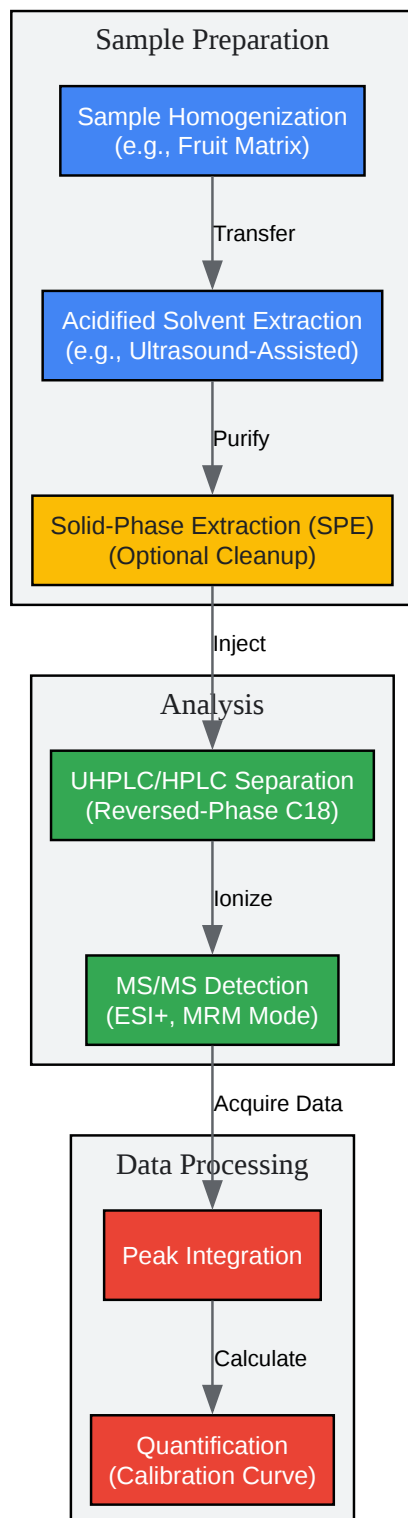 Sample Preparation
Sample Homogenization
(e.g., Fruit Matrix)
Transfer
Acidified Solvent Extraction
(e.g., Ultrasound-Assisted)
Purify
Solid-Phase Extraction (SPE)
(Optional Cleanup)
Inject
Analysis
UHPLC/HPLC Separation
(Reversed-Phase C18)
Ionize
MS/MS Detection
(ESI+, MRM Mode)
Acquire Data
Data Processing
Peak Integration
Calculate
Quantification
(Calibration Curve)